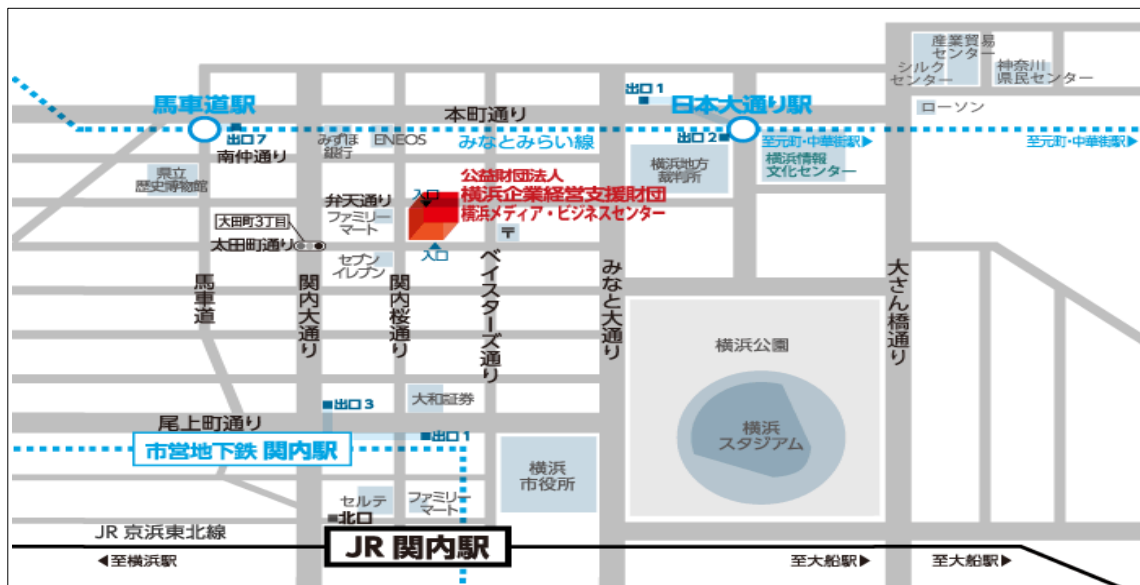 産業貿易
センター
シルク
センター
神奈川
県民センター
出口1
馬車道駅
本町通り
日本大通り駅
ローソン
出口7
みずほ
銀行
ENEOS
みなとみらい線
出口2
至元町・中華街駅▶
至元町・中華街駅▶
南仲通り
県立
歴史博物館
横浜地方
裁判所
横浜情報
文化センター
公益財団法人
横浜企業経営支援財団
横浜メディア・ビジネスセンター
入口
弁天通り
ファミリー
マート
大田町3丁目
太田町通り
〒
入口
セブン
イレブン
馬車道
関内大通り
関内桜通り
ベイスターズ通り
みなと大通り
大さん橋通り
横浜公園
横浜
スタジアム
出口3
大和証券
尾上町通り
出口1
市営地下鉄 関内駅
横浜
市役所
セルテ
ファミリー
マート
北口
JR 京浜東北線
JR 関内駅
◀至横浜駅
至大船駅▶
至大船駅▶